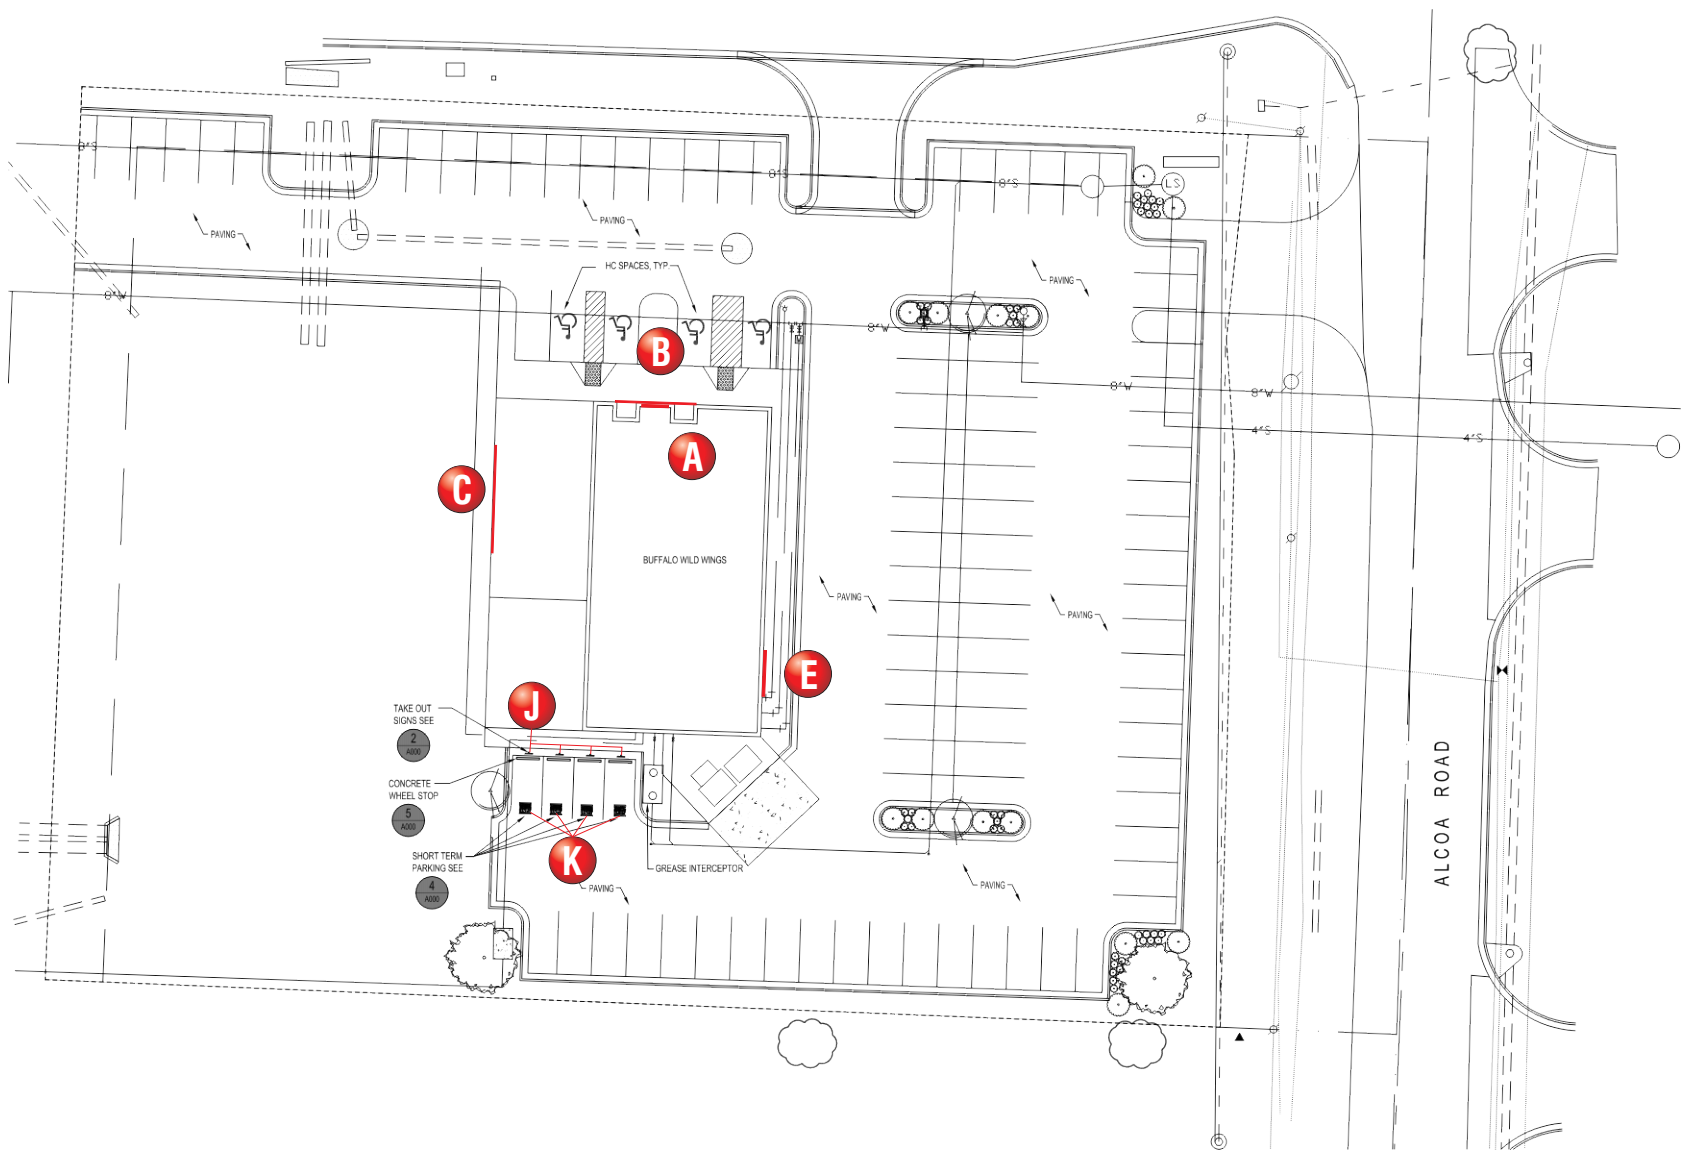 8"S
8"S
8"S
LS
PAVING
PAVING
HC SPACES, TYP.
PAVING
8"W
8"W
8"W
8"W
B
A
4"S
4"S
C
BUFFALO WILD WINGS
PAVING
PAVING
E
J
TAKE OUT
SIGNS SEE
2
A000
CONCRETE
WHEEL STOP
5
A000
SHORT TERM
PARKING SEE
4
A000
K
GREASE INTERCEPTOR
PAVING
PAVING
ALCOA ROAD